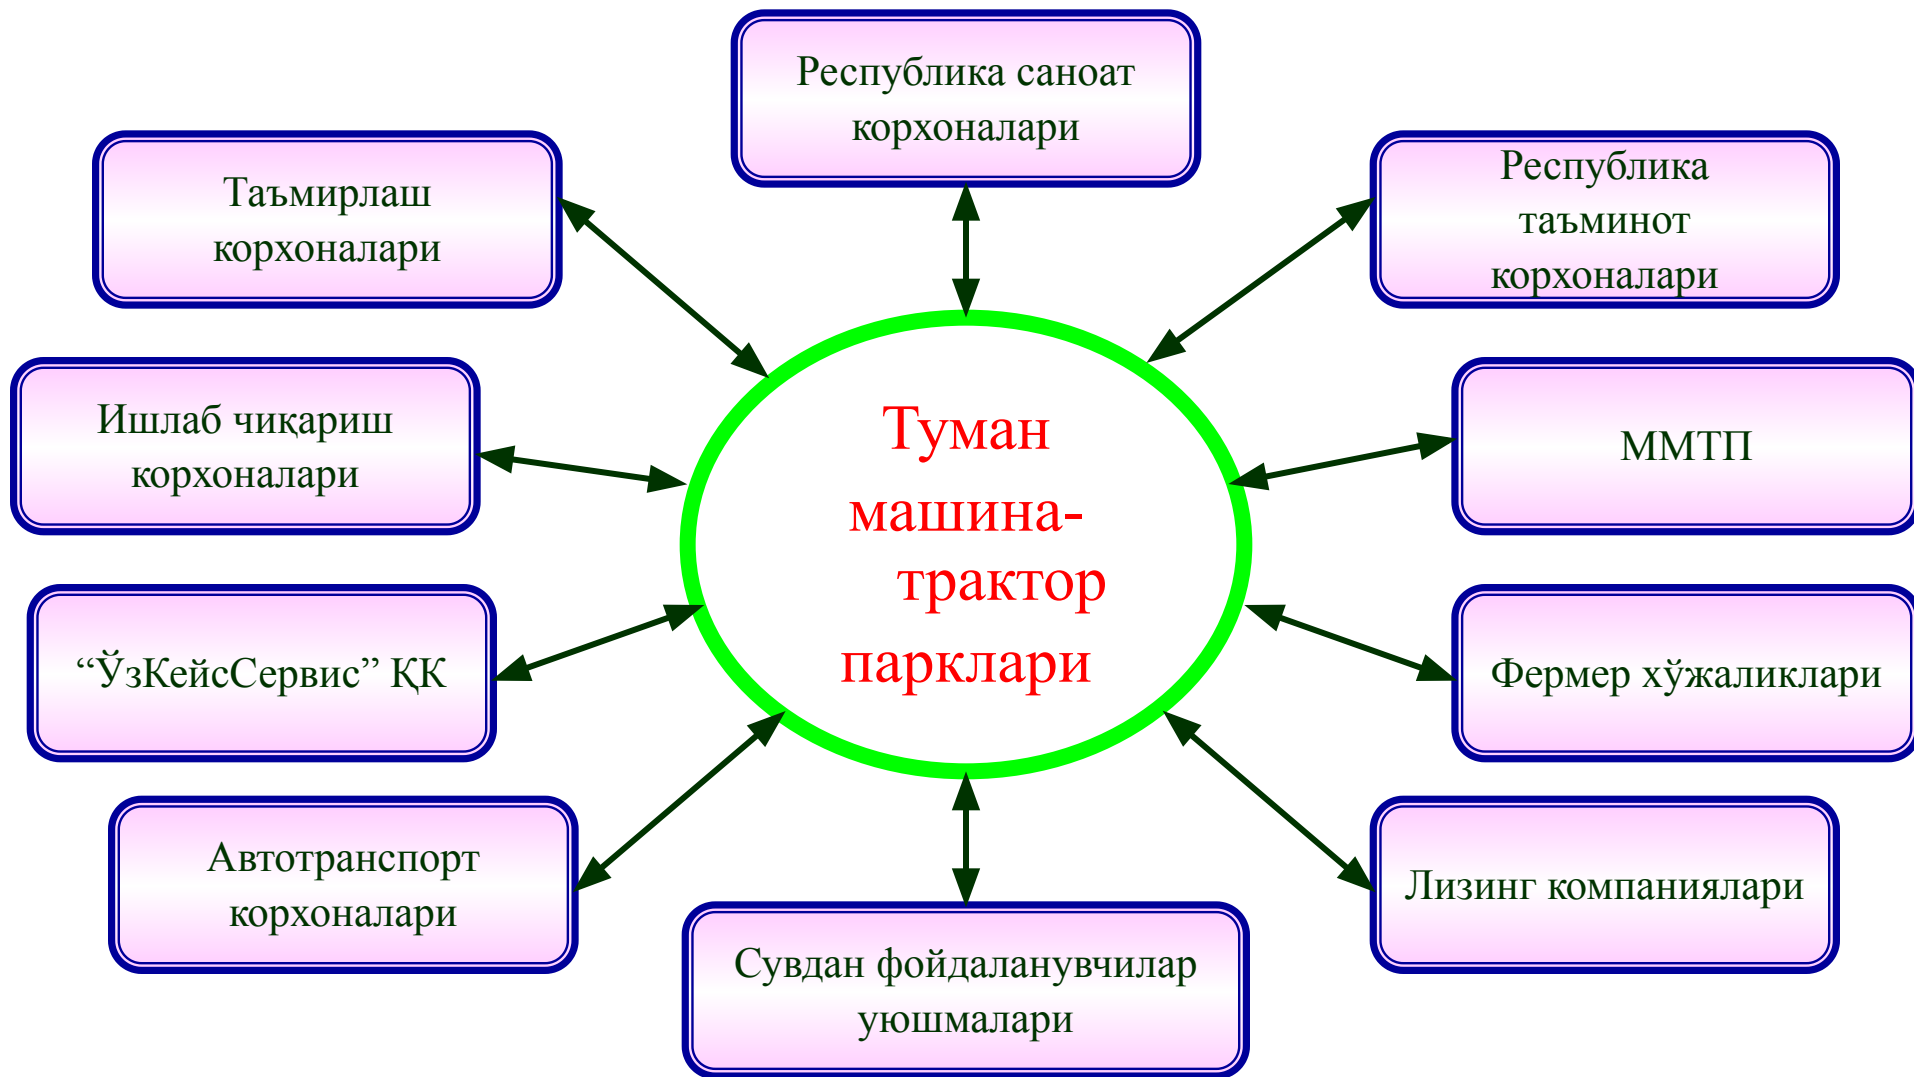 Республика саноат
корхоналари
Таъмирлаш
корхоналари
Республика
таъминот
корхоналари
Ишлаб чиқариш
корхоналари
Туман
машина-
трактор
парклари
ММТП
“ЎзКейсСервис” ҚК
Фермер хўжаликлари
Автотранспорт
корхоналари
Лизинг компаниялари
Сувдан фойдаланувчилар
уюшмалари